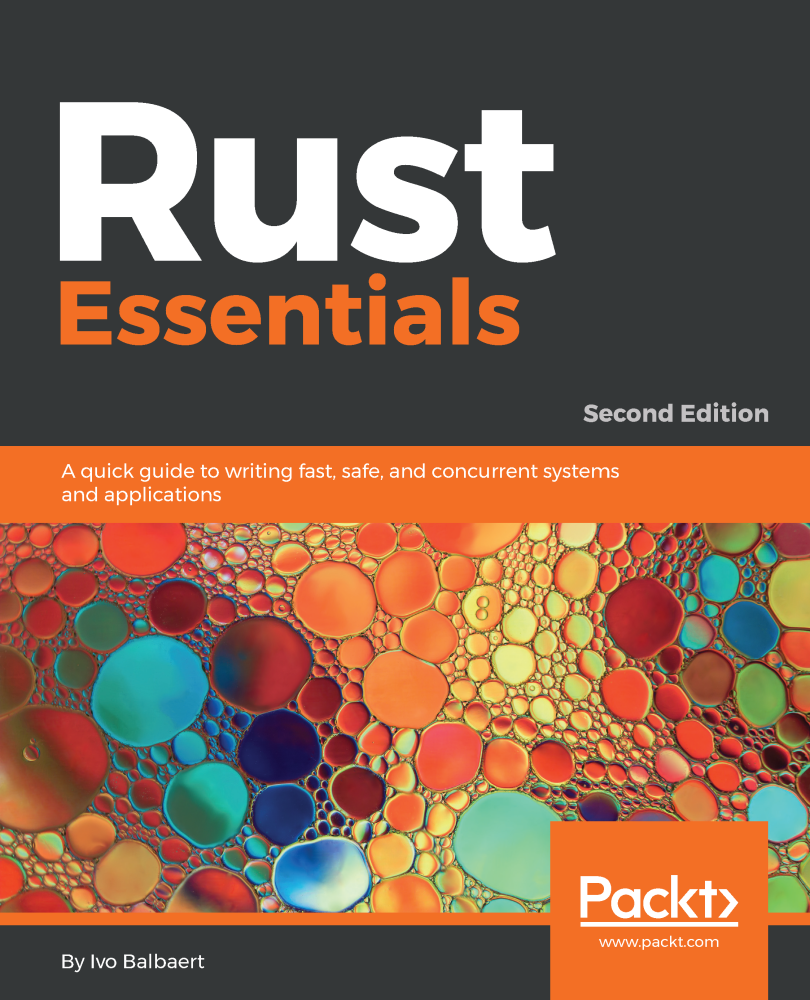 Rust
Essentials
Second Edition
A quick guide to writing fast, safe, and concurrent systems
and applications
Packt>
www.packt.com
By Ivo Balbaert